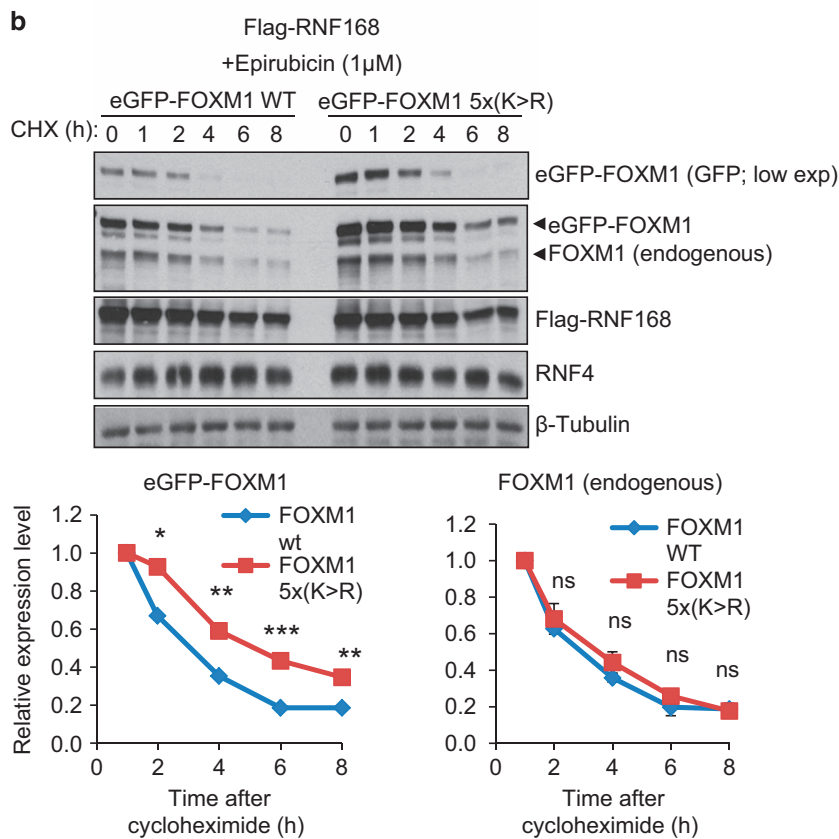 b
Flag-RNF168
+Epirubicin (1µM)
eGFP-FOXM1 WT eGFP-FOXM1 5x(K>R)
CHX (h): 0 1 2 4 6 8 0 1 2 4 6 8
eGFP-FOXM1 (GFP; low exp)
eGFP-FOXM1
FOXM1 (endogenous)
Flag-RNF168
RNF4
β-Tubulin
eGFP-FOXM1
Relative expression level
1.2
1.0
0.8
0.6
0.4
0.2
0.0
0 2 4 6 8
Time after
cycloheximide (h)
FOXM1
wt
FOXM1
5x(K>R)
*
**
***
**
FOXM1 (endogenous)
1.2
1.0
0.8
0.6
0.4
0.2
0.0
0 2 4 6 8
Time after
cycloheximide (h)
FOXM1
WT
FOXM1
5x(K>R)
ns
ns
ns
ns